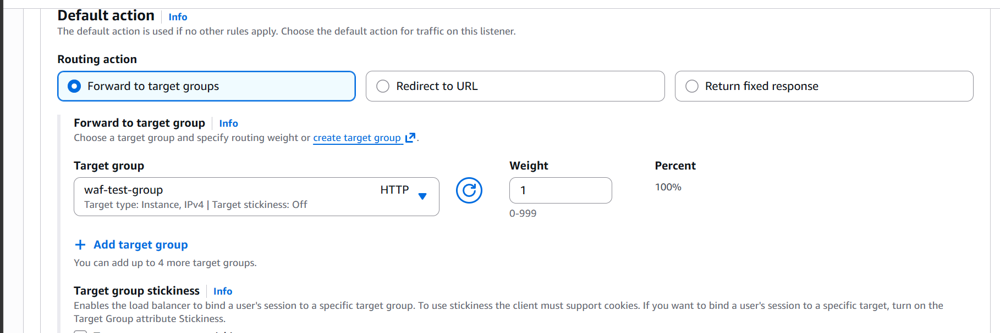 Default action Info
The default action is used if no other rules apply. Choose the default action for traffic on this listener.
Routing action
Forward to target groups
Redirect to URL
Return fixed response
Forward to target group Info
Choose a target group and specify routing weight or create target group .
Target group
Weight
Percent
waf-test-group
HTTP
Target type: Instance, IPv4 | Target stickiness: Off
1
100%
0-999
+ Add target group
You can add up to 4 more target groups.
Target group stickiness Info
Enables the load balancer to bind a user's session to a specific target group. To use stickiness the client must support cookies. If you want to bind a user's session to a specific target, turn on the
Target Group attribute Stickiness.